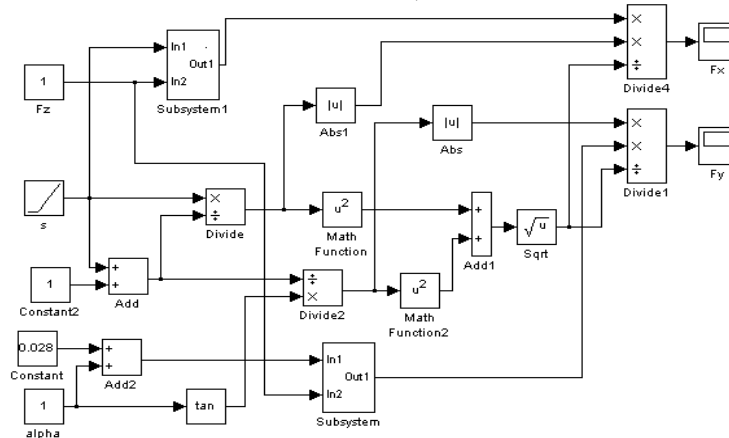 In1
Out1
In2
Subsystem1
1
Fz
|u|
Abs1
|u|
Abs
×
×
÷
Divide4
Fx
×
×
÷
Divide1
Fy
s
×
÷
Divide
u²
Math
Function
+
+
Add1
√u
Sqrt
1
Constant2
+
+
Add
÷
×
Divide2
u²
Math
Function2
0.028
Constant
+
+
Add2
In1
Out1
In2
Subsystem
1
alpha
tan